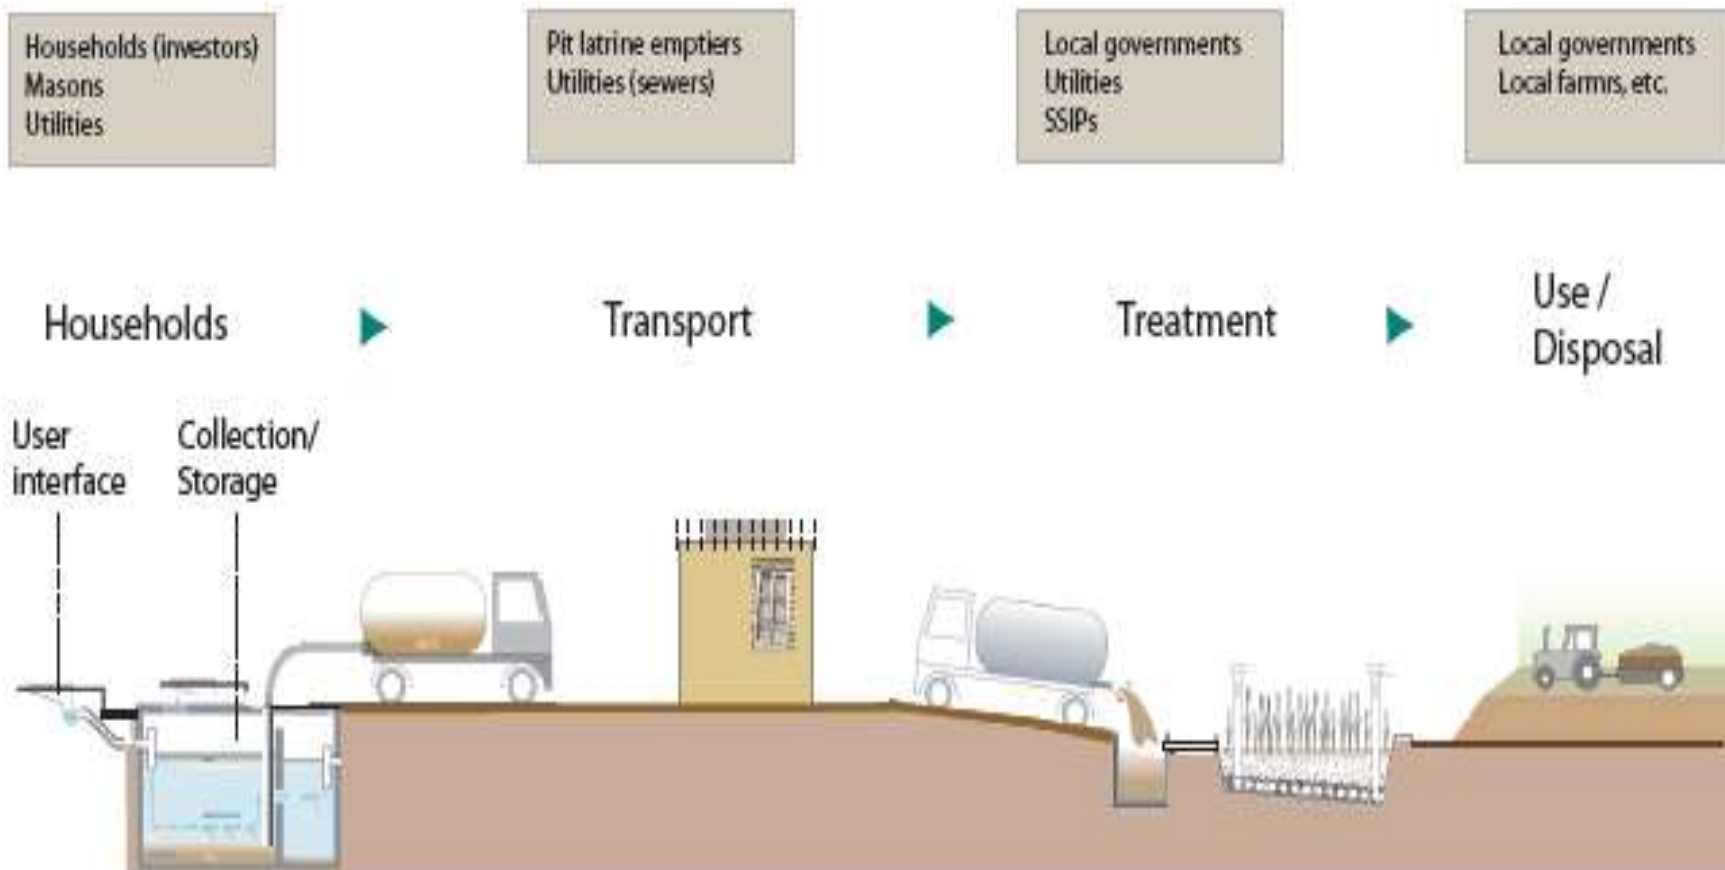 Households (investors)
Masons
Utilities
Pit latrine emptiers
Utilities (sewers)
Local governments
Utilities
SSIPs
Local governments
Local farmrs, etc.
Households
Transport
Treatment
Use /
Disposal
User
interface
Collection/
Storage